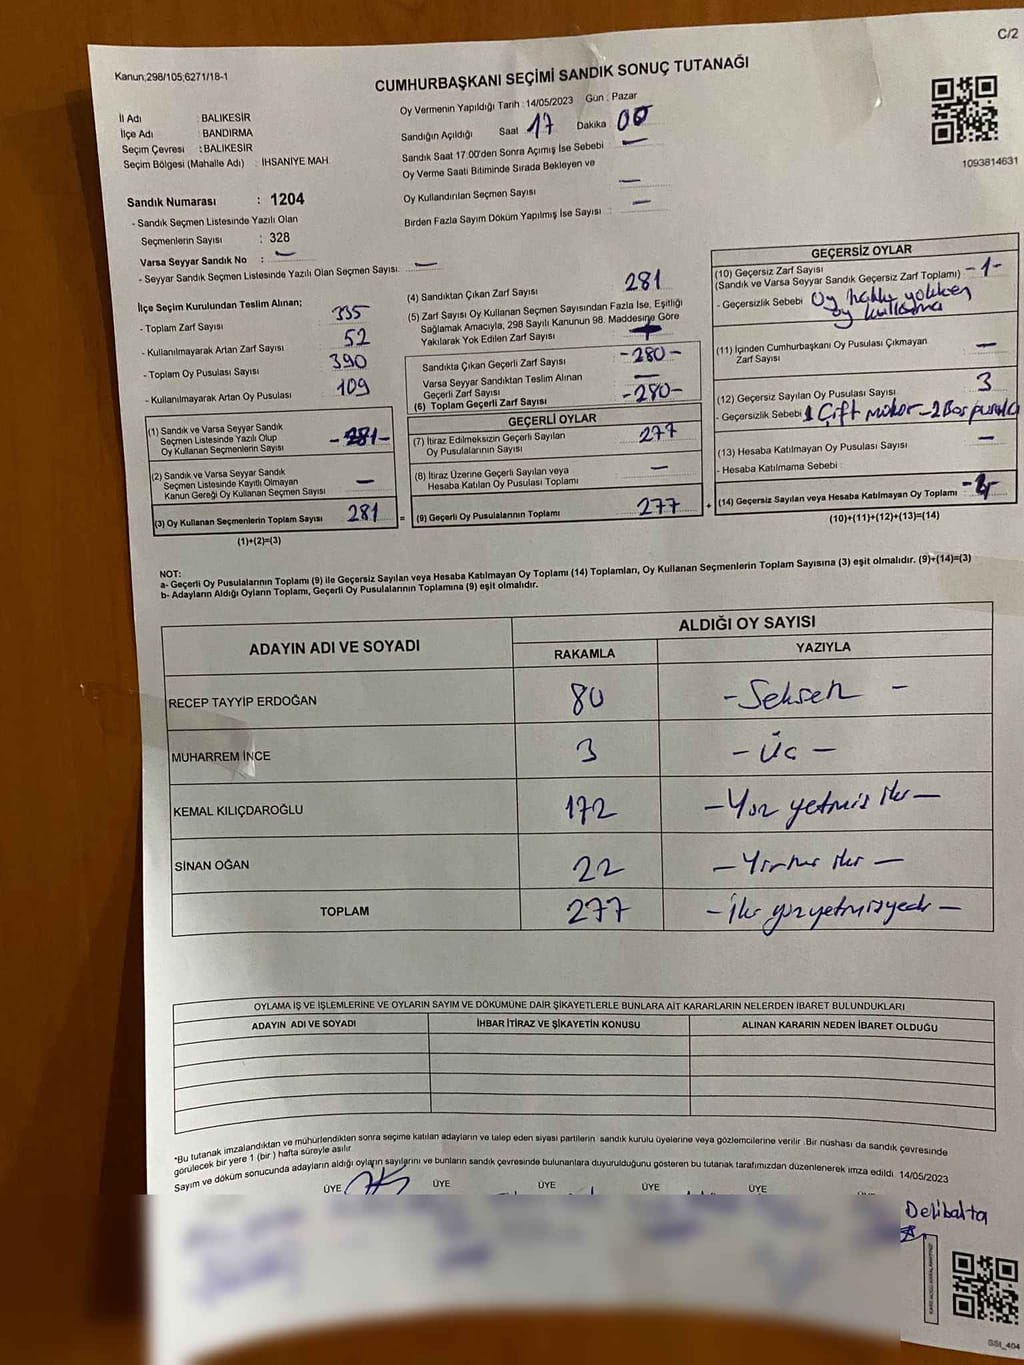 C/2
Kanun;298/105;6271/18-1
CUMHURBAŞKANI SEÇİMİ SANDIK SONUÇ TUTANAĞI
İl Adı : BALIKESİR
İlçe Adı : BANDIRMA
Seçim Çevresi : BALIKESİR
Seçim Bölgesi (Mahalle Adı) : İHSANİYE MAH.
Oy Vermenin Yapıldığı Tarih : 14/05/2023 Gün : Pazar
Sandığın Açıldığı Saat 17 Dakika 00
Sandık Saat 17:00'den Sonra Açımış İse Sebebi : —
Oy Verme Saati Bitiminde Sırada Bekleyen ve
Oy Kullandırılan Seçmen Sayısı : —
Birden Fazla Sayım Döküm Yapılmış İse Sayısı : —
1093814631
Sandık Numarası : 1204
- Sandık Seçmen Listesinde Yazılı Olan
Seçmenlerin Sayısı : 328
Varsa Seyyar Sandık No : —
- Seyyar Sandık Seçmen Listesinde Yazılı Olan Seçmen Sayısı: —
İlçe Seçim Kurulundan Teslim Alınan;
- Toplam Zarf Sayısı 335
- Kullanılmayarak Artan Zarf Sayısı 52
- Toplam Oy Pusulası Sayısı 390
- Kullanılmayarak Artan Oy Pusulası 109
(1) Sandık ve Varsa Seyyar Sandık
Seçmen Listesinde Yazılı Olup
Oy Kullanan Seçmenlerin Sayısı -281-
(2) Sandık ve Varsa Seyyar Sandık
Seçmen Listesinde Kayıtlı Olmayan
Kanun Gereği Oy Kullanan Seçmen Sayısı —
(3) Oy Kullanan Seçmenlerin Toplam Sayısı 281 =
(1)+(2)=(3)
(4) Sandıktan Çıkan Zarf Sayısı 281
(5) Zarf Sayısı Oy Kullanan Seçmen Sayısından Fazla İse, Eşitliği
Sağlamak Amacıyla, 298 Sayılı Kanunun 98. Maddesine Göre
Yakılarak Yok Edilen Zarf Sayısı
Sandıkta Çıkan Geçerli Zarf Sayısı -280-
Varsa Seyyar Sandıktan Teslim Alınan
Geçerli Zarf Sayısı —
(6) Toplam Geçerli Zarf Sayısı -280-
GEÇERLİ OYLAR
(7) İtiraz Edilmeksizin Geçerli Sayılan
Oy Pusulalarının Sayısı 277
(8) İtiraz Üzerine Geçerli Sayılan veya
Hesaba Katılan Oy Pusulası Toplamı —
(9) Geçerli Oy Pusulalarının Toplamı 277 +
GEÇERSİZ OYLAR
(10) Geçersiz Zarf Sayısı
(Sandık ve Varsa Seyyar Sandık Geçersiz Zarf Toplamı) -1-
- Geçersizlik Sebebi : Oy hakkı yokken
oy kullanma
(11) İçinden Cumhurbaşkanı Oy Pusulası Çıkmayan
Zarf Sayısı —
(12) Geçersiz Sayılan Oy Pusulası Sayısı 3
- Geçersizlik Sebebi : 1 Çift mühür - 2 Boş pusula
(13) Hesaba Katılmayan Oy Pusulası Sayısı —
- Hesaba Katılmama Sebebi :
(14) Geçersiz Sayılan veya Hesaba Katılmayan Oy Toplamı
(10)+(11)+(12)+(13)=(14)
NOT:
a- Geçerli Oy Pusulalarının Toplamı (9) ile Geçersiz Sayılan veya Hesaba Katılmayan Oy Toplamı (14) Toplamları, Oy Kullanan Seçmenlerin Toplam Sayısına (3) eşit olmalıdır. (9)+(14)=(3)
b- Adayların Aldığı Oyların Toplamı, Geçerli Oy Pusulalarının Toplamına (9) eşit olmalıdır.
ADAYIN ADI VE SOYADI
ALDIĞI OY SAYISI
RAKAMLA YAZIYLA
RECEP TAYYİP ERDOĞAN 80 - Seksen -
MUHARREM İNCE 3 - Üç -
KEMAL KILIÇDAROĞLU 172 - Yüz yetmiş iki -
SİNAN OĞAN 22 - Yirmi iki -
TOPLAM 277 - İki yüz yetmiş yedi -
OYLAMA İŞ VE İŞLEMLERİNE VE OYLARIN SAYIM VE DÖKÜMÜNE DAİR ŞİKAYETLERLE BUNLARA AİT KARARLARIN NELERDEN İBARET BULUNDUKLARI
ADAYIN ADI VE SOYADI İHBAR İTİRAZ VE ŞİKAYETİN KONUSU ALINAN KARARIN NEDEN İBARET OLDUĞU
*Bu tutanak imzalandıktan ve mühürlendikten sonra seçime katılan adayların ve talep eden siyasi partilerin sandık kurulu üyelerine veya gözlemcilerine verilir .Bir nüshası da sandık çevresinde
görülecek bir yere 1 (bir ) hafta süreyle asılır.
Sayım ve döküm sonucunda adayların aldığı oyların sayılarını ve bunların sandık çevresinde bulunanlara duyurulduğunu gösteren bu tutanak tarafımızdan düzenlenerek imza edildi. 14/05/2023
ÜYE ÜYE ÜYE ÜYE ÜYE
Delibalta
GSI_404